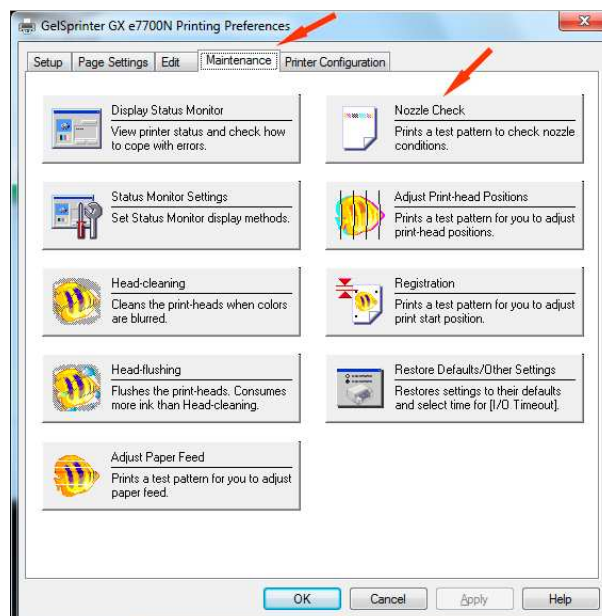 GelSprinter GX e7700N Printing Preferences
Setup
Page Settings
Edit
Maintenance
Printer Configuration
Display Status Monitor
View printer status and check how
to cope with errors.
Nozzle Check
Prints a test pattern to check nozzle
conditions.
Status Monitor Settings
Set Status Monitor display methods.
Adjust Print-head Positions
Prints a test pattern for you to adjust
print-head positions.
Head-cleaning
Cleans the print-heads when colors
are blurred.
Registration
Prints a test pattern for you to adjust
print start position.
Head-flushing
Flushes the print-heads. Consumes
more ink than Head-cleaning.
Restore Defaults/Other Settings
Restores settings to their defaults
and select time for [I/O Timeout].
Adjust Paper Feed
Prints a test pattern for you to adjust
paper feed.
OK
Cancel
Apply
Help